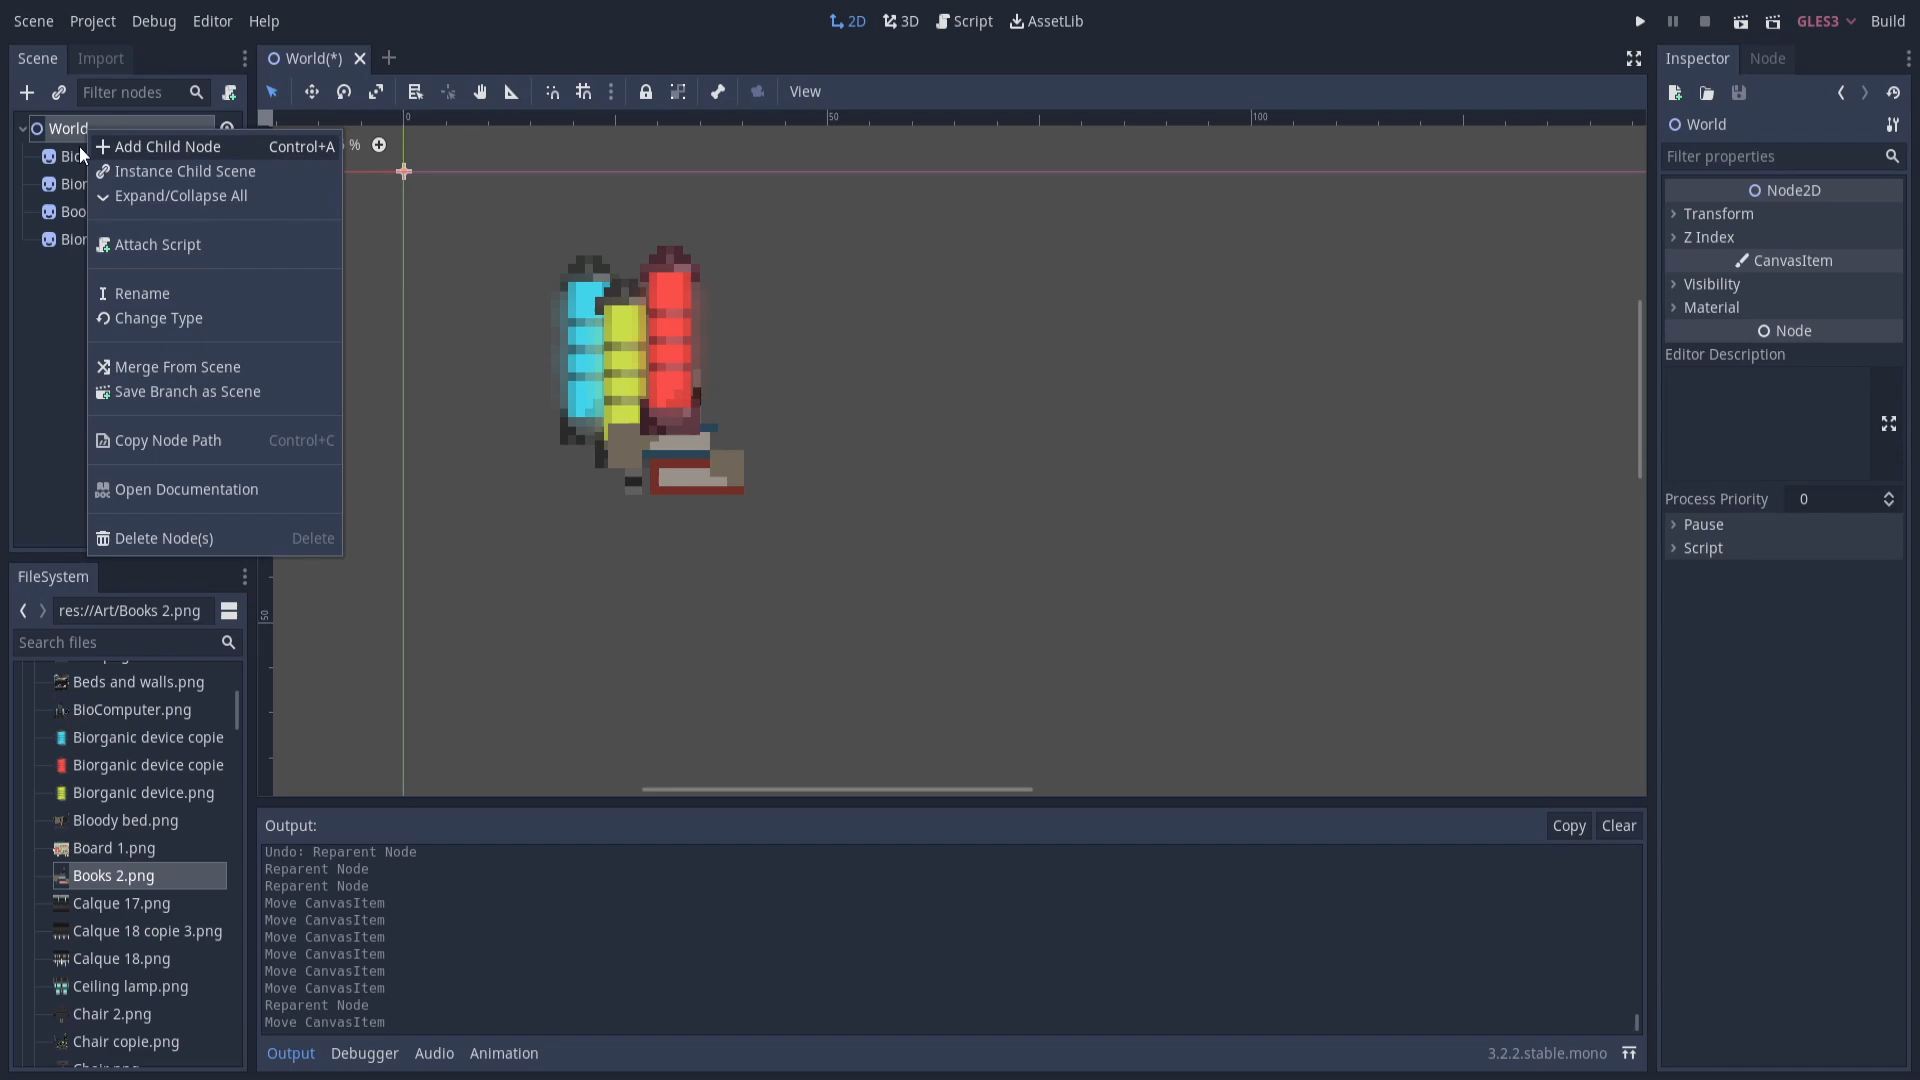 Scene Project Debug Editor Help 2D 3D Script AssetLib GLES3 Build
Scene Import World(*) Inspector Node
Filter nodes View
World
Add Child Node Control+A
Instance Child Scene
Expand/Collapse All
Attach Script
Rename
Change Type
Merge From Scene
Save Branch as Scene
Copy Node Path Control+C
Open Documentation
Delete Node(s) Delete
Bior
Boo
Bior
0 50 100
%
50
World
Filter properties
Node2D
Transform
Z Index
CanvasItem
Visibility
Material
Node
Editor Description
Process Priority 0
Pause
Script
FileSystem
res://Art/Books 2.png
Search files
Beds and walls.png
BioComputer.png
Biorganic device copie
Biorganic device copie
Biorganic device.png
Bloody bed.png
Board 1.png
Books 2.png
Calque 17.png
Calque 18 copie 3.png
Calque 18.png
Ceiling lamp.png
Chair 2.png
Chair copie.png
Output: Copy Clear
Undo: Reparent Node
Reparent Node
Reparent Node
Move CanvasItem
Move CanvasItem
Move CanvasItem
Move CanvasItem
Move CanvasItem
Move CanvasItem
Reparent Node
Move CanvasItem
Output Debugger Audio Animation 3.2.2.stable.mono